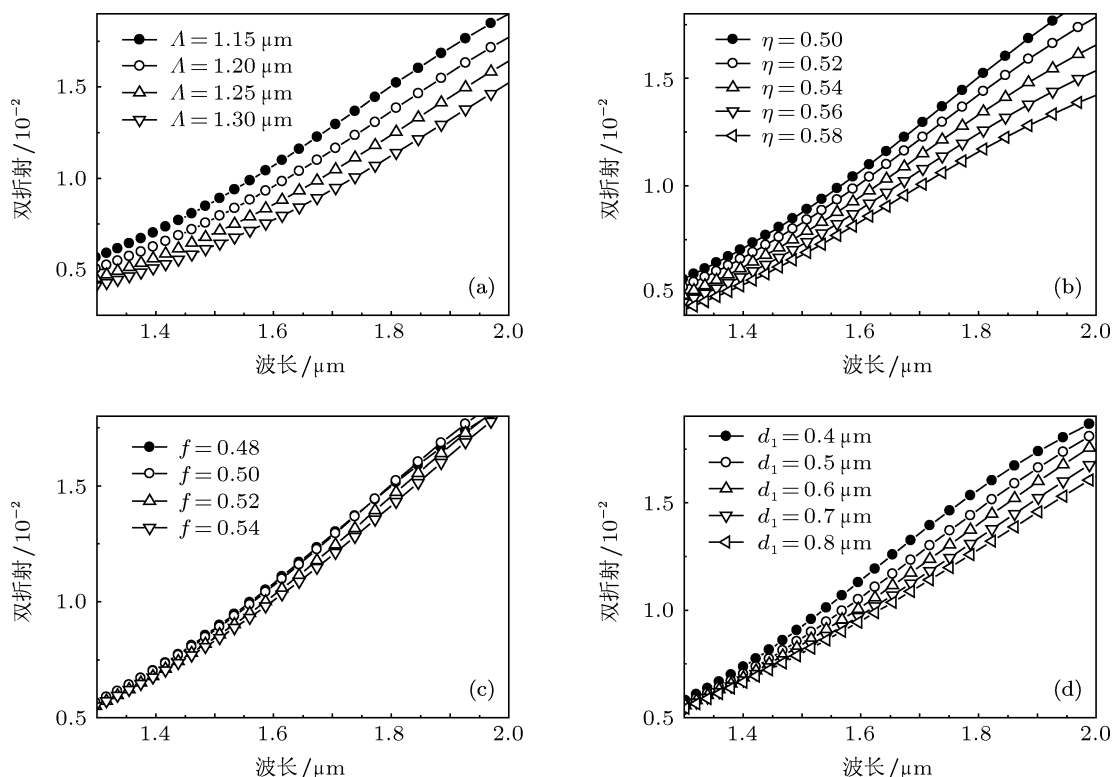 双折射/10⁻²
1.5
1.0
0.5
Λ=1.15 μm
Λ=1.20 μm
Λ=1.25 μm
Λ=1.30 μm
(a)
1.4 1.6 1.8 2.0
波长/μm
双折射/10⁻²
1.5
1.0
0.5
η=0.50
η=0.52
η=0.54
η=0.56
η=0.58
(b)
1.4 1.6 1.8 2.0
波长/μm
双折射/10⁻²
1.5
1.0
0.5
f=0.48
f=0.50
f=0.52
f=0.54
(c)
1.4 1.6 1.8 2.0
波长/μm
双折射/10⁻²
1.5
1.0
0.5
d₁=0.4 μm
d₁=0.5 μm
d₁=0.6 μm
d₁=0.7 μm
d₁=0.8 μm
(d)
1.4 1.6 1.8 2.0
波长/μm